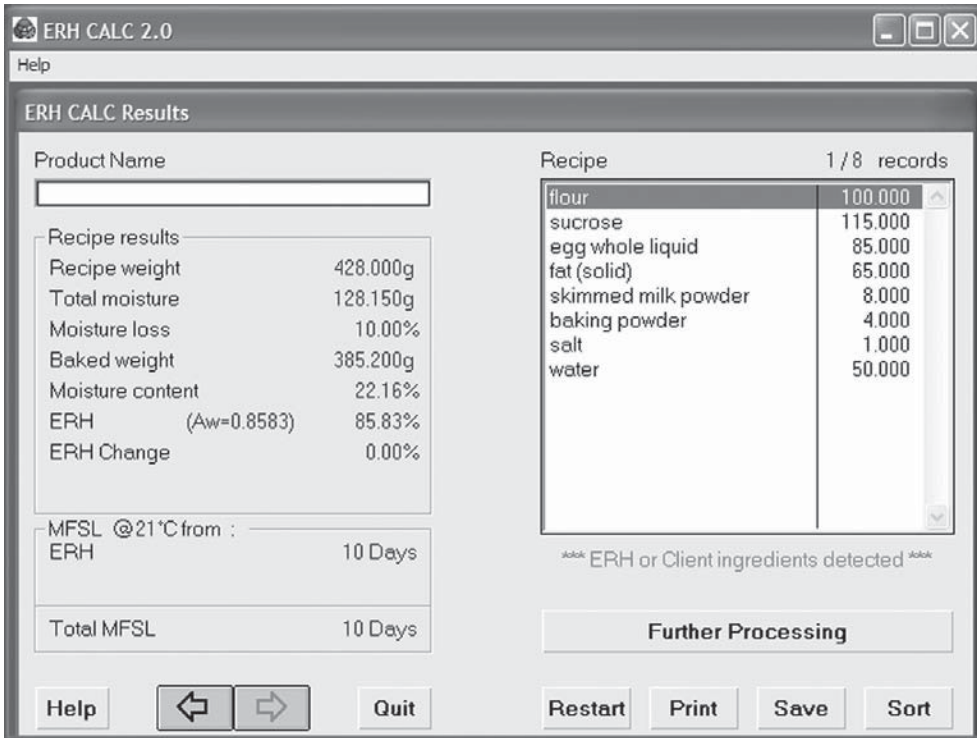 ERH CALC 2.0
Help
ERH CALC Results
Product Name
Recipe results
Recipe weight 428.000g
Total moisture 128.150g
Moisture loss 10.00%
Baked weight 385.200g
Moisture content 22.16%
ERH (Aw=0.8583) 85.83%
ERH Change 0.00%
MFSL @21°C from :
ERH 10 Days
Total MFSL 10 Days
Recipe 1/8 records
flour 100.000
sucrose 115.000
egg whole liquid 85.000
fat (solid) 65.000
skimmed milk powder 8.000
baking powder 4.000
salt 1.000
water 50.000
*** ERH or Client ingredients detected ***
Further Processing
Help Quit Restart Print Save Sort